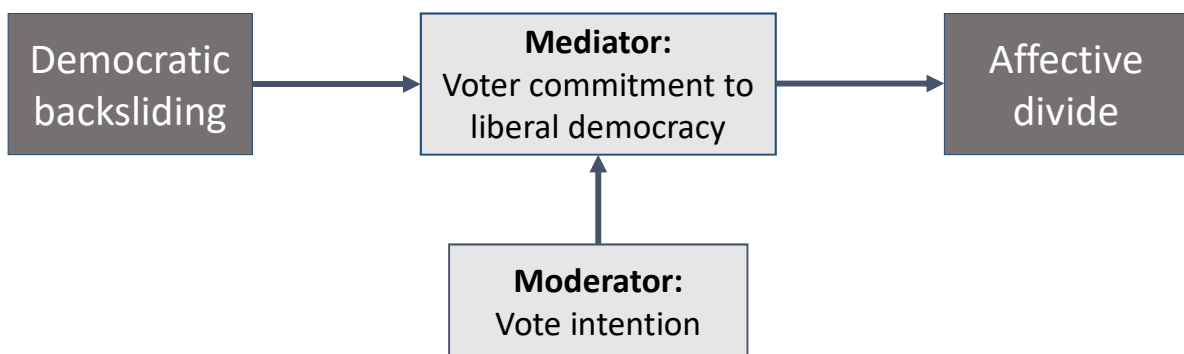 Democratic
backsliding
Mediator:
Voter commitment to
liberal democracy
Affective
divide
Moderator:
Vote intention